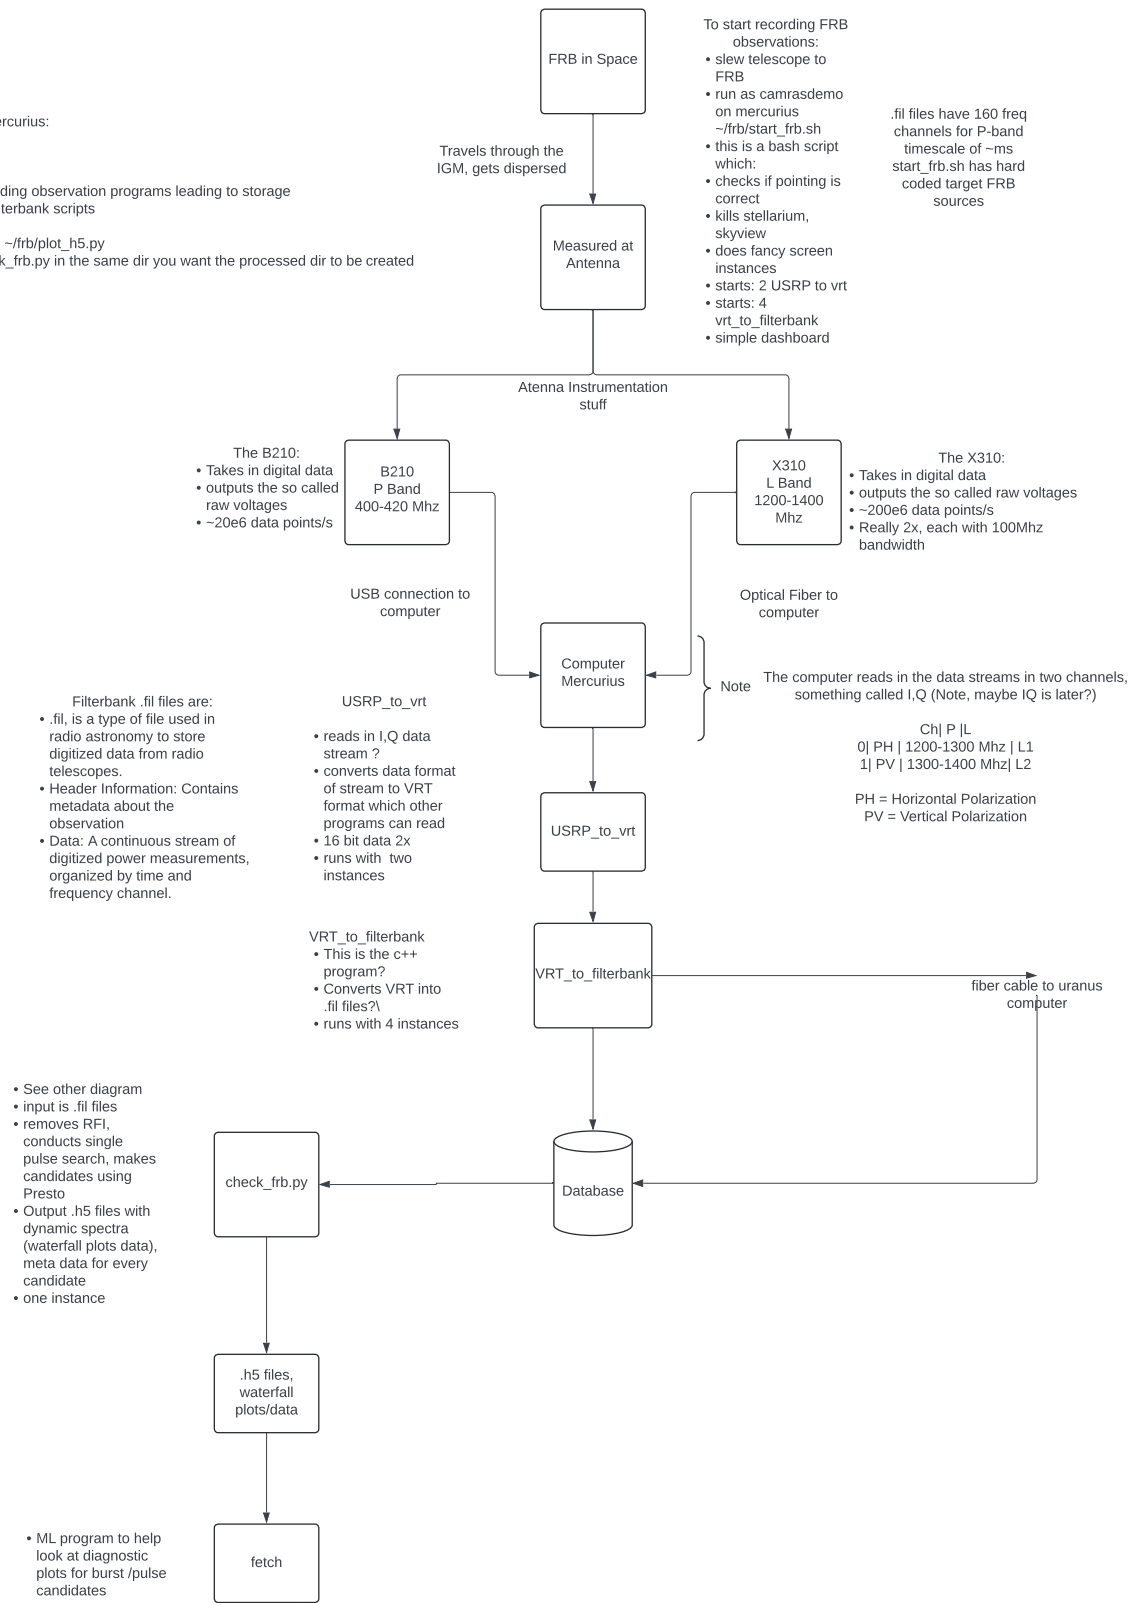 FRB in Space
To start recording FRB
observations:
• slew telescope to
FRB
• run as camrasdemo
on mercurius
~/frb/start_frb.sh
• this is a bash script
which:
• checks if pointing is
correct
• kills stellarium,
skyview
• does fancy screen
instances
• starts: 2 USRP to vrt
• starts: 4
vrt_to_filterbank
• simple dashboard
.fil files have 160 freq
channels for P-band
timescale of ~ms
start_frb.sh has hard
coded target FRB
sources
ercurius:
ding observation programs leading to storage
terbank scripts
~/frb/plot_h5.py
k_frb.py in the same dir you want the processed dir to be created
Travels through the
IGM, gets dispersed
Measured at
Antenna
Atenna Instrumentation
stuff
The B210:
• Takes in digital data
• outputs the so called
raw voltages
• ~20e6 data points/s
B210
P Band
400-420 Mhz
X310
L Band
1200-1400
Mhz
The X310:
• Takes in digital data
• outputs the so called raw voltages
• ~200e6 data points/s
• Really 2x, each with 100Mhz
bandwidth
USB connection to
computer
Optical Fiber to
computer
Computer
Mercurius
Note
The computer reads in the data streams in two channels,
something called I,Q (Note, maybe IQ is later?)
Ch| P |L
0| PH | 1200-1300 Mhz | L1
1| PV | 1300-1400 Mhz| L2
PH = Horizontal Polarization
PV = Vertical Polarization
Filterbank .fil files are:
• .fil, is a type of file used in
radio astronomy to store
digitized data from radio
telescopes.
• Header Information: Contains
metadata about the
observation
• Data: A continuous stream of
digitized power measurements,
organized by time and
frequency channel.
USRP_to_vrt
• reads in I,Q data
stream ?
• converts data format
of stream to VRT
format which other
programs can read
• 16 bit data 2x
• runs with  two
instances
USRP_to_vrt
VRT_to_filterbank
• This is the c++
program?
• Converts VRT into
.fil files?\
• runs with 4 instances
VRT_to_filterbank
fiber cable to uranus
computer
• See other diagram
• input is .fil files
• removes RFI,
conducts single
pulse search, makes
candidates using
Presto
• Output .h5 files with
dynamic spectra
(waterfall plots data),
meta data for every
candidate
• one instance
check_frb.py
Database
.h5 files,
waterfall
plots/data
• ML program to help
look at diagnostic
plots for burst /pulse
candidates
fetch